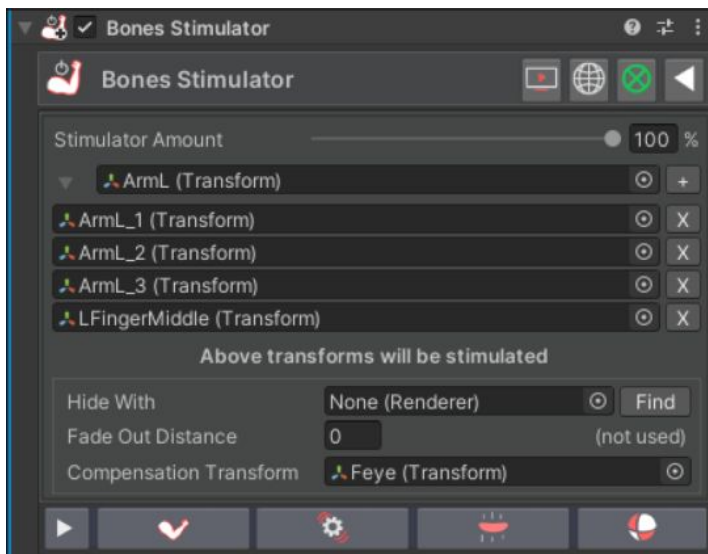 Bones Stimulator
Bones Stimulator
Stimulator Amount 100 %
ArmL (Transform) +
ArmL_1 (Transform) X
ArmL_2 (Transform) X
ArmL_3 (Transform) X
LFingerMiddle (Transform) X
Above transforms will be stimulated
Hide With None (Renderer) Find
Fade Out Distance 0 (not used)
Compensation Transform Feye (Transform)